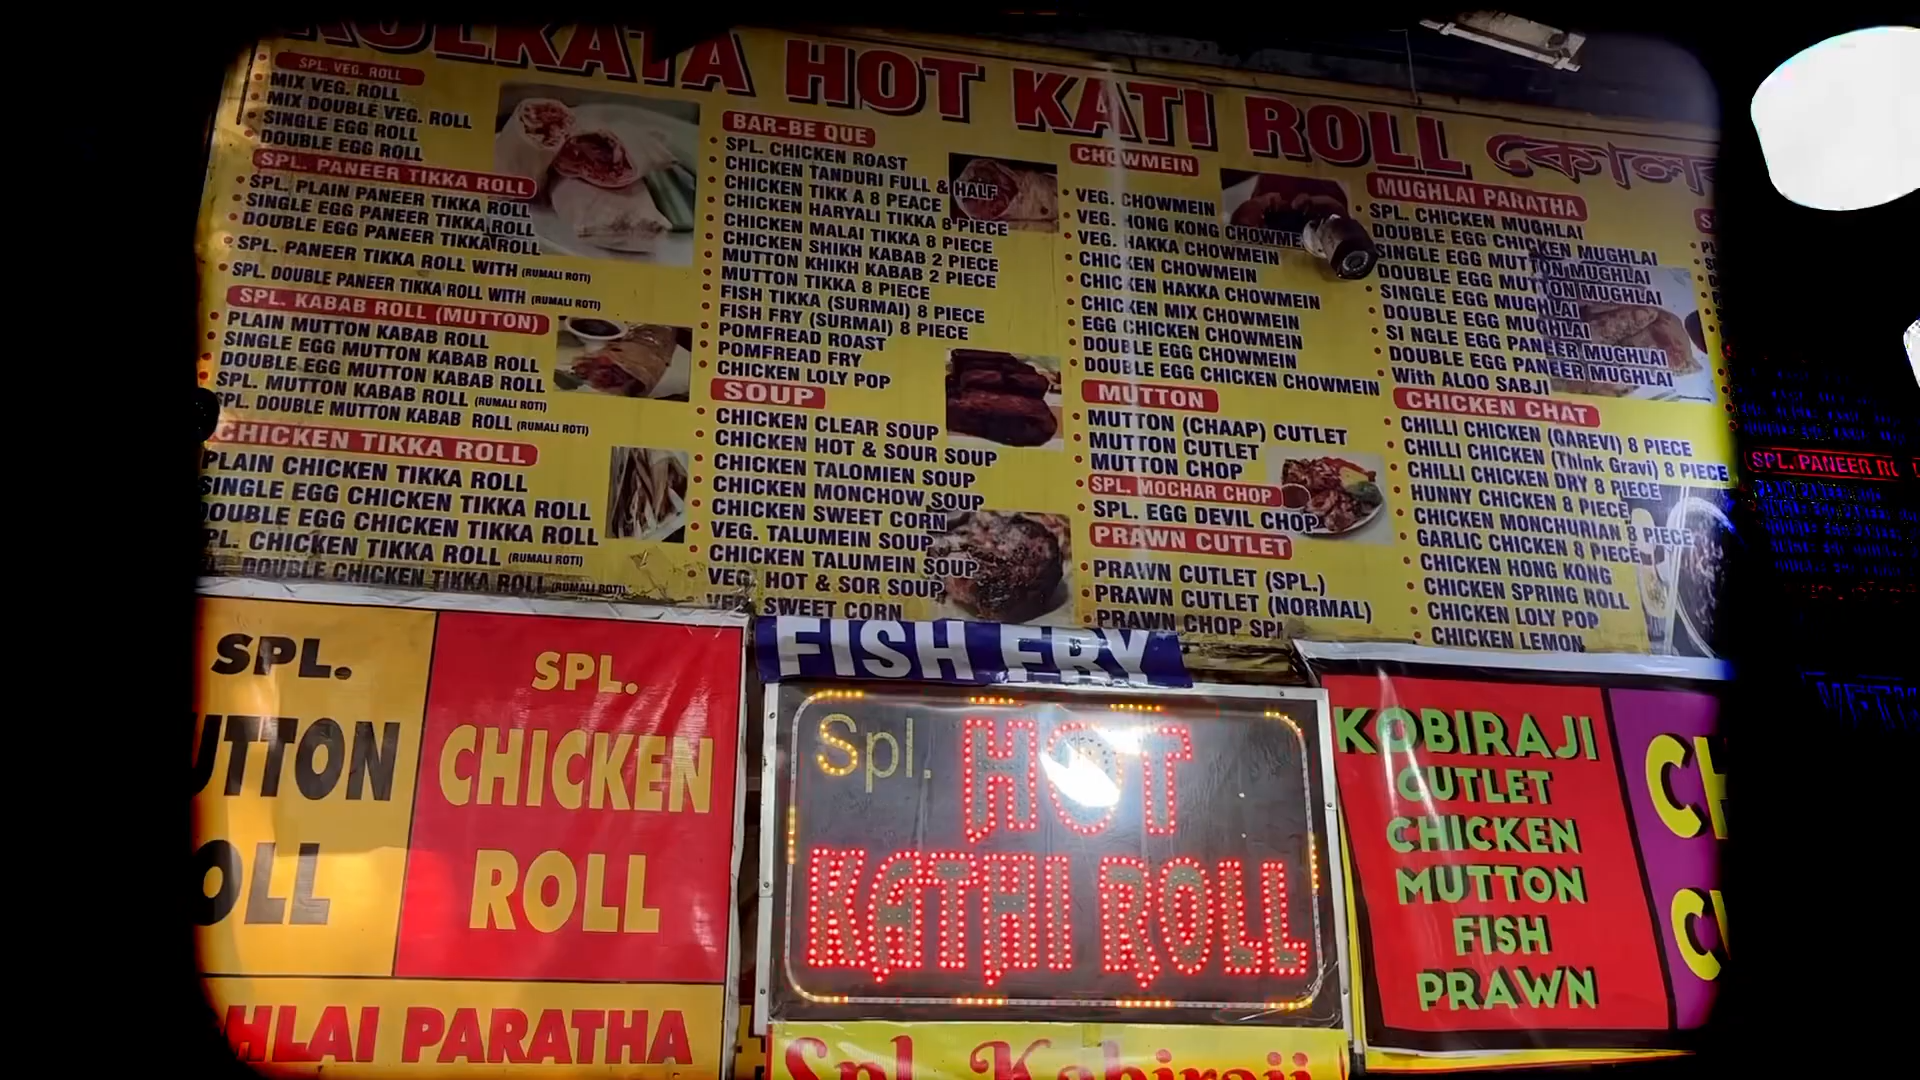 KOLKATA HOT KATI ROLL
SPL. VEG. ROLL
MIX VEG. ROLL
MIX DOUBLE VEG. ROLL
SINGLE EGG ROLL
DOUBLE EGG ROLL
SPL. PANEER TIKKA ROLL
SPL. PLAIN PANEER TIKKA ROLL
SINGLE EGG PANEER TIKKA ROLL
DOUBLE EGG PANEER TIKKA ROLL
SPL. PANEER TIKKA ROLL WITH (RUMALI ROTI)
SPL. DOUBLE PANEER TIKKA ROLL WITH (RUMALI ROTI)
SPL. KABAB ROLL (MUTTON)
PLAIN MUTTON KABAB ROLL
SINGLE EGG MUTTON KABAB ROLL
DOUBLE EGG MUTTON KABAB ROLL
SPL. MUTTON KABAB ROLL (RUMALI ROTI)
SPL. DOUBLE MUTTON KABAB ROLL (RUMALI ROTI)
CHICKEN TIKKA ROLL
PLAIN CHICKEN TIKKA ROLL
SINGLE EGG CHICKEN TIKKA ROLL
DOUBLE EGG CHICKEN TIKKA ROLL
PL. CHICKEN TIKKA ROLL (RUMALI ROTI)
DOUBLE CHICKEN TIKKA ROLL (RUMALI ROTI)
BAR-BE QUE
SPL. CHICKEN ROAST
CHICKEN TANDURI FULL & HALF
CHICKEN TIKK A 8 PEACE
CHICKEN HARYALI TIKKA 8 PIECE
CHICKEN MALAI TIKKA 8 PIECE
CHICKEN SHIKH KABAB 2 PIECE
MUTTON KHIKH KABAB 2 PIECE
MUTTON TIKKA 8 PIECE
FISH TIKKA (SURMAI) 8 PIECE
FISH FRY (SURMAI) 8 PIECE
POMFREAD ROAST
POMFREAD FRY
CHICKEN LOLY POP
SOUP
CHICKEN CLEAR SOUP
CHICKEN HOT & SOUR SOUP
CHICKEN TALOMIEN SOUP
CHICKEN MONCHOW SOUP
CHICKEN SWEET CORN
VEG. TALUMEIN SOUP
CHICKEN TALUMEIN SOUP
VEG. HOT & SOR SOUP
VEG. SWEET CORN
CHOWMEIN
VEG. CHOWMEIN
VEG. HONG KONG CHOWME
VEG. HAKKA CHOWMEIN
CHICKEN CHOWMEIN
CHICKEN HAKKA CHOWMEIN
CHICKEN MIX CHOWMEIN
EGG CHICKEN CHOWMEIN
DOUBLE EGG CHOWMEIN
DOUBLE EGG CHICKEN CHOWMEIN
MUTTON
MUTTON (CHAAP) CUTLET
MUTTON CUTLET
MUTTON CHOP
SPL. MOCHAR CHOP
SPL. EGG DEVIL CHOP
PRAWN CUTLET
PRAWN CUTLET (SPL.)
PRAWN CUTLET (NORMAL)
PRAWN CHOP SPL
MUGHLAI PARATHA
SPL. CHICKEN MUGHLAI
DOUBLE EGG CHICKEN MUGHLAI
SINGLE EGG MUTTON MUGHLAI
DOUBLE EGG MUTTON MUGHLAI
SINGLE EGG MUGHLAI
DOUBLE EGG MUGHLAI
SI NGLE EGG PANEER MUGHLAI
DOUBLE EGG PANEER MUGHLAI
With ALOO SABJI
CHICKEN CHAT
CHILLI CHICKEN (GAREVI) 8 PIECE
CHILLI CHICKEN (Think Gravi) 8 PIECE
CHILLI CHICKEN DRY 8 PIECE
HUNNY CHICKEN 8 PIECE
CHICKEN MONCHURIAN 8 PIECE
GARLIC CHICKEN 8 PIECE
CHICKEN HONG KONG
CHICKEN SPRING ROLL
CHICKEN LOLY POP
CHICKEN LEMON
SPL. PANEER
SPL.
UTTON
OLL
SPL.
CHICKEN
ROLL
HLAI PARATHA
FISH FRY
Spl. HOT
KATHI ROLL
Spl. Kabiraji
KOBIRAJI
CUTLET
CHICKEN
MUTTON
FISH
PRAWN